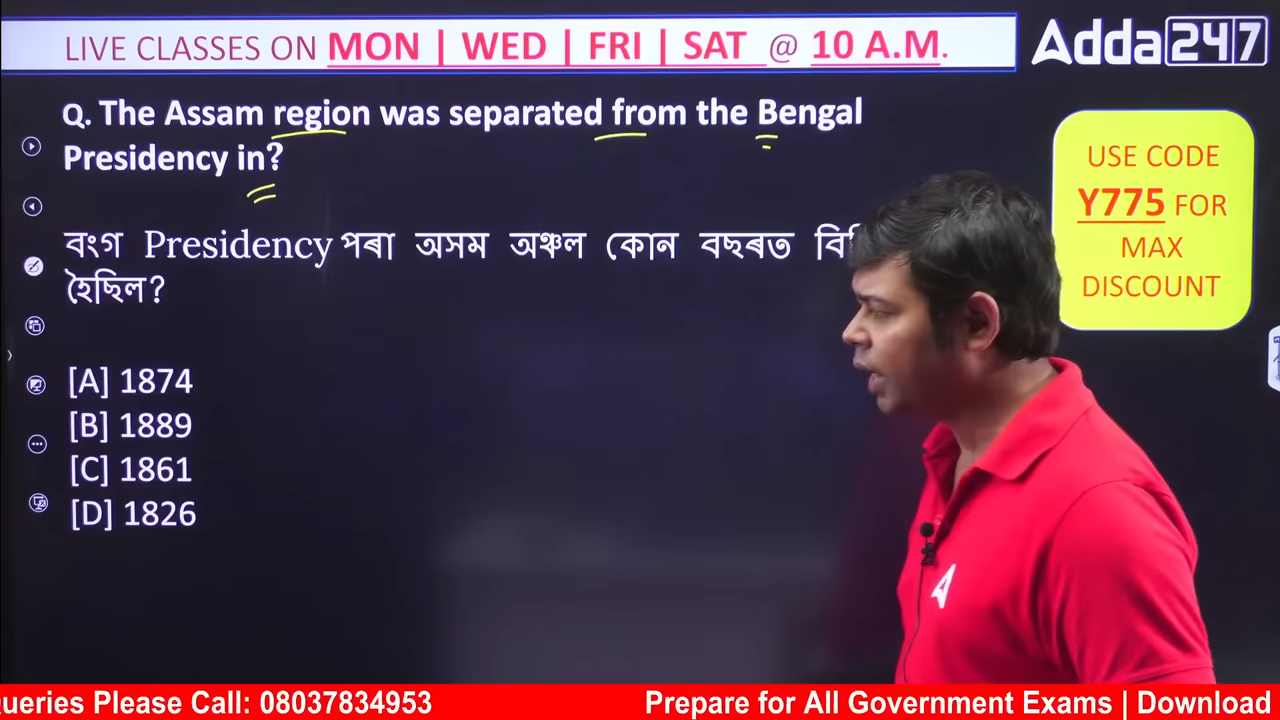 LIVE CLASSES ON MON | WED | FRI | SAT @ 10 A.M.
Adda247
Q. The Assam region was separated from the Bengal
Presidency in?
বংগ Presidency পৰা অসম অঞ্চল কোন বছৰত
হৈছিল?
[A] 1874
[B] 1889
[C] 1861
[D] 1826
USE CODE
Y775 FOR
MAX
DISCOUNT
ueries Please Call: 08037834953
Prepare for All Government Exams | Download